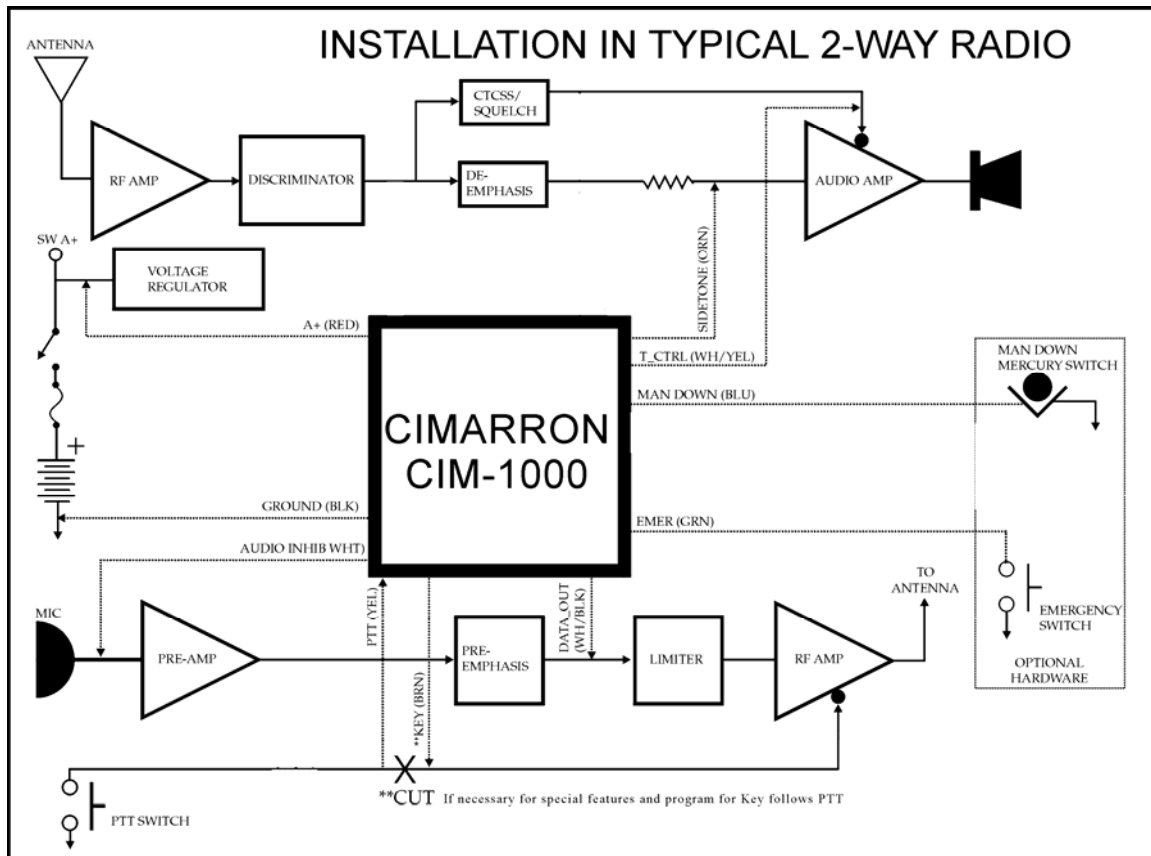 INSTALLATION IN TYPICAL 2-WAY RADIO
ANTENNA
CTCSS/
SQUELCH
RF AMP
DISCRIMINATOR
DE-
EMPHASIS
AUDIO AMP
SW A+
VOLTAGE
REGULATOR
SIDETONE (ORN)
A+ (RED)
T_CTRL (WH/YEL)
MAN DOWN
MERCURY SWITCH
MAN DOWN (BLU)
CIMARRON
CIM-1000
+
GROUND (BLK)
EMER (GRN)
AUDIO INHIB WHT)
TO
ANTENNA
MIC
PTT (YEL)
DATA_OUT
(WH/BLK)
EMERGENCY
SWITCH
PRE-AMP
PRE-
EMPHASIS
LIMITER
RF AMP
OPTIONAL
HARDWARE
**KEY (BRN)
X
**CUT If necessary for special features and program for Key follows PTT
PTT SWITCH